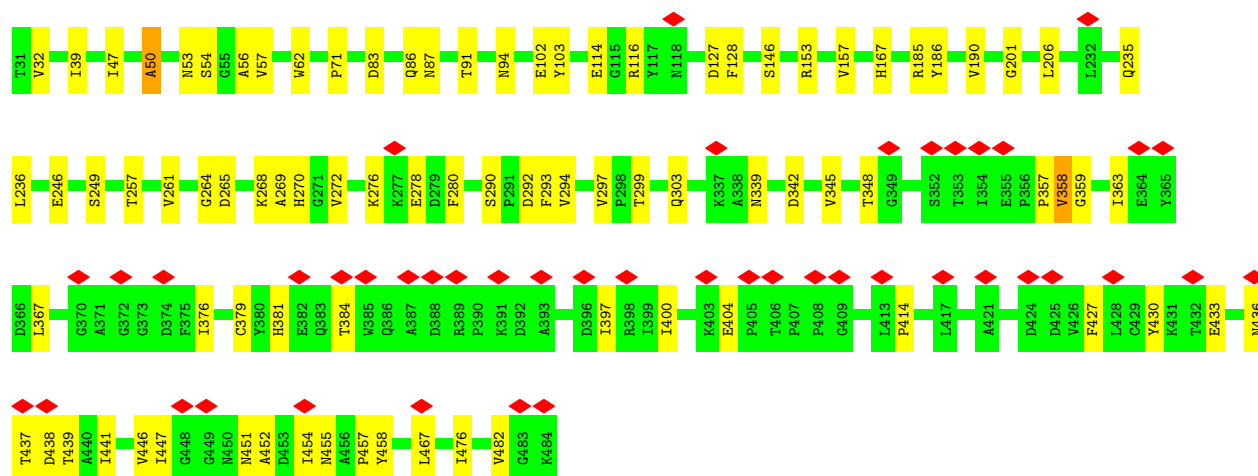 T31 V32 I39 I47 A50 N53 S54 G55 A56 V57 W62 P71 D83 Q86 N87 T91 N94 E102 Y103 E114 G115 R116 Y117 N118 D127 F128 S146 R153 V157 H167 R185 Y186 V190 G201 L206 L232 Q235
L236 E246 S249 T257 V261 G264 D265 K268 A269 H270 G271 V272 K276 K277 E278 D279 F280 S290 P291 D292 F293 V294 V297 P298 T299 Q303 K337 A338 N339 D342 V345 T348 G349 S352 T353 I354 E355 P356 P357 V358 G359 I363 E364 Y365
D366 L367 G370 A371 G372 G373 D374 F375 I376 C379 Y380 H381 E382 Q383 T384 W385 Q386 A387 D388 R389 P390 K391 D392 A393 D396 I397 R398 I399 I400 K403 E404 P405 T406 P407 P408 G409 L413 P414 L417 A421 D424 D425 V426 F427 L428 C429 Y430 K431 T432 E433 N436
T437 D438 T439 A440 I441 V446 I447 G448 G449 N450 N451 A452 D453 I454 N455 A456 P457 Y458 L467 I476 V482 G483 K484